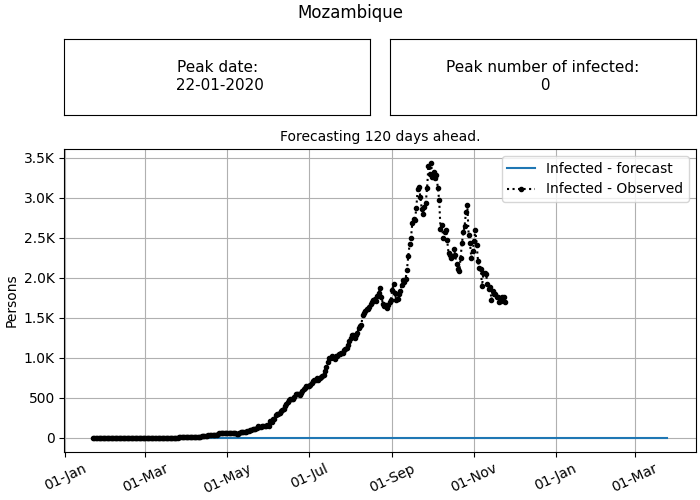 Mozambique
Peak date:
22-01-2020
Peak number of infected:
0
Forecasting 120 days ahead.
Infected - forecast
Infected - Observed
Persons
3.5K
3.0K
2.5K
2.0K
1.5K
1.0K
500
0
01-Jan
01-Mar
01-May
01-Jul
01-Sep
01-Nov
01-Jan
01-Mar